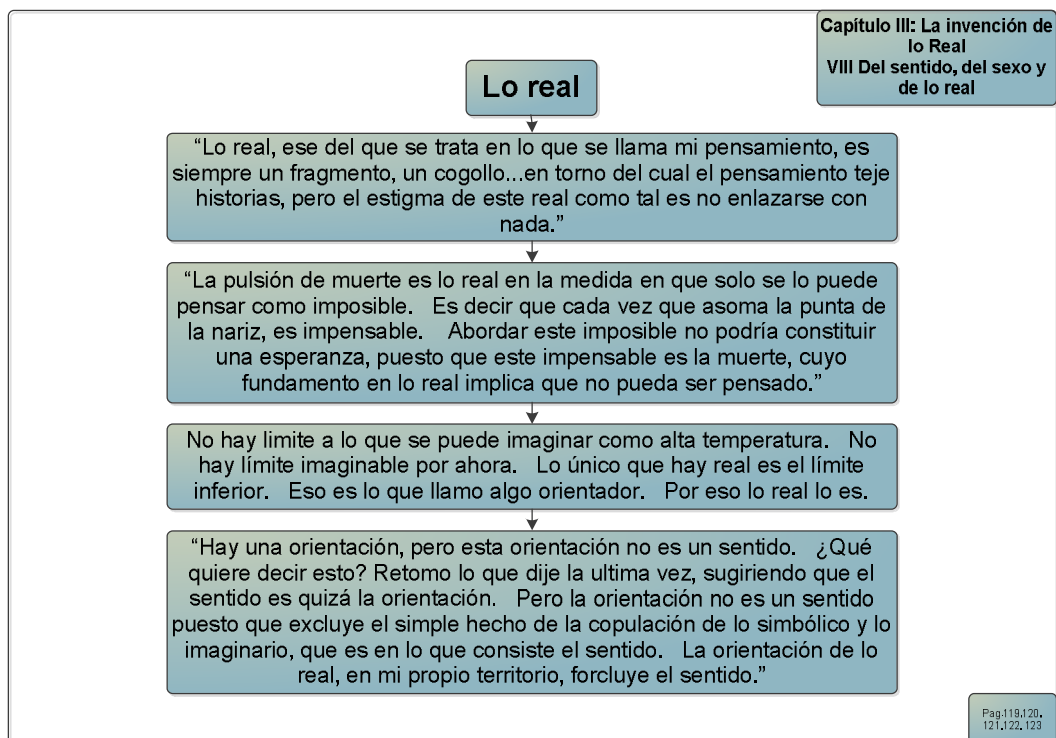 Capítulo III: La invención de
lo Real
VIII Del sentido, del sexo y
de lo real
Lo real
“Lo real, ese del que se trata en lo que se llama mi pensamiento, es
siempre un fragmento, un cogollo...en torno del cual el pensamiento teje
historias, pero el estigma de este real como tal es no enlazarse con
nada.”
“La pulsión de muerte es lo real en la medida en que solo se lo puede
pensar como imposible. Es decir que cada vez que asoma la punta de
la nariz, es impensable. Abordar este imposible no podría constituir
una esperanza, puesto que este impensable es la muerte, cuyo
fundamento en lo real implica que no pueda ser pensado.”
No hay limite a lo que se puede imaginar como alta temperatura. No
hay límite imaginable por ahora. Lo único que hay real es el límite
inferior. Eso es lo que llamo algo orientador. Por eso lo real lo es.
“Hay una orientación, pero esta orientación no es un sentido. ¿Qué
quiere decir esto? Retomo lo que dije la ultima vez, sugiriendo que el
sentido es quizá la orientación. Pero la orientación no es un sentido
puesto que excluye el simple hecho de la copulación de lo simbólico y lo
imaginario, que es en lo que consiste el sentido. La orientación de lo
real, en mi propio territorio, forcluye el sentido.”
Pag.119,120,
121,122, 123